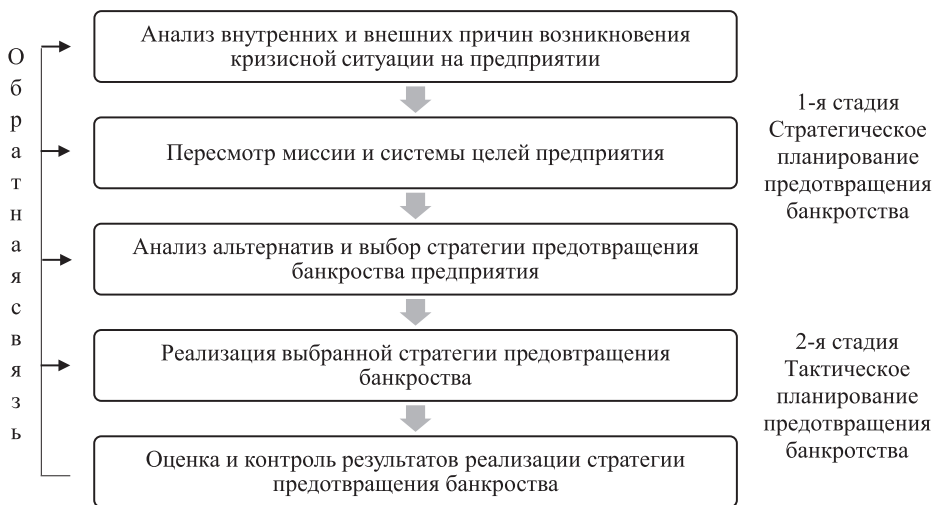 Обратная связь
Анализ внутренних и внешних причин возникновения
кризисной ситуации на предприятии
Пересмотр миссии и системы целей предприятия
Анализ альтернатив и выбор стратегии предотвращения
банкроства предприятия
1-я стадия
Стратегическое
планирование
предотвращения
банкротства
Реализация выбранной стратегии предовтращения
банкроства
Оценка и контроль результатов реализации стратегии
предотвращения банкроства
2-я стадия
Тактическое
планирование
предотвращения
банкротства